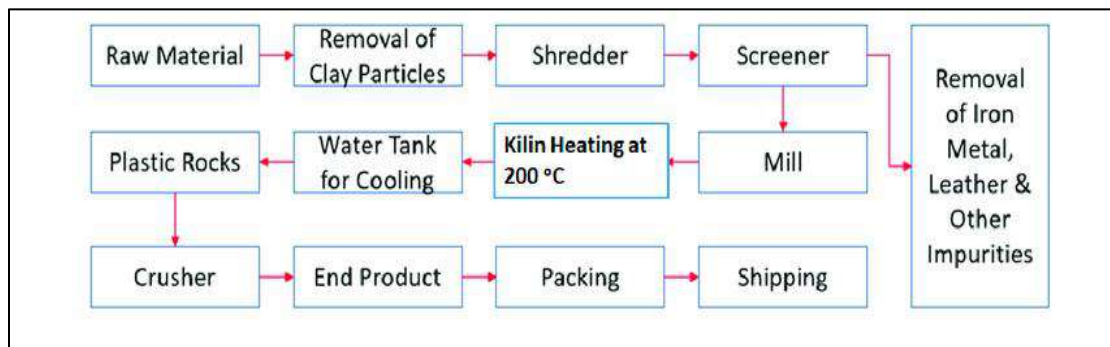 Raw Material
Removal of
Clay Particles
Shredder
Screener
Removal
of Iron
Metal,
Leather &
Other
Impurities
Plastic Rocks
Water Tank
for Cooling
Kilin Heating at
200 °C
Mill
Crusher
End Product
Packing
Shipping